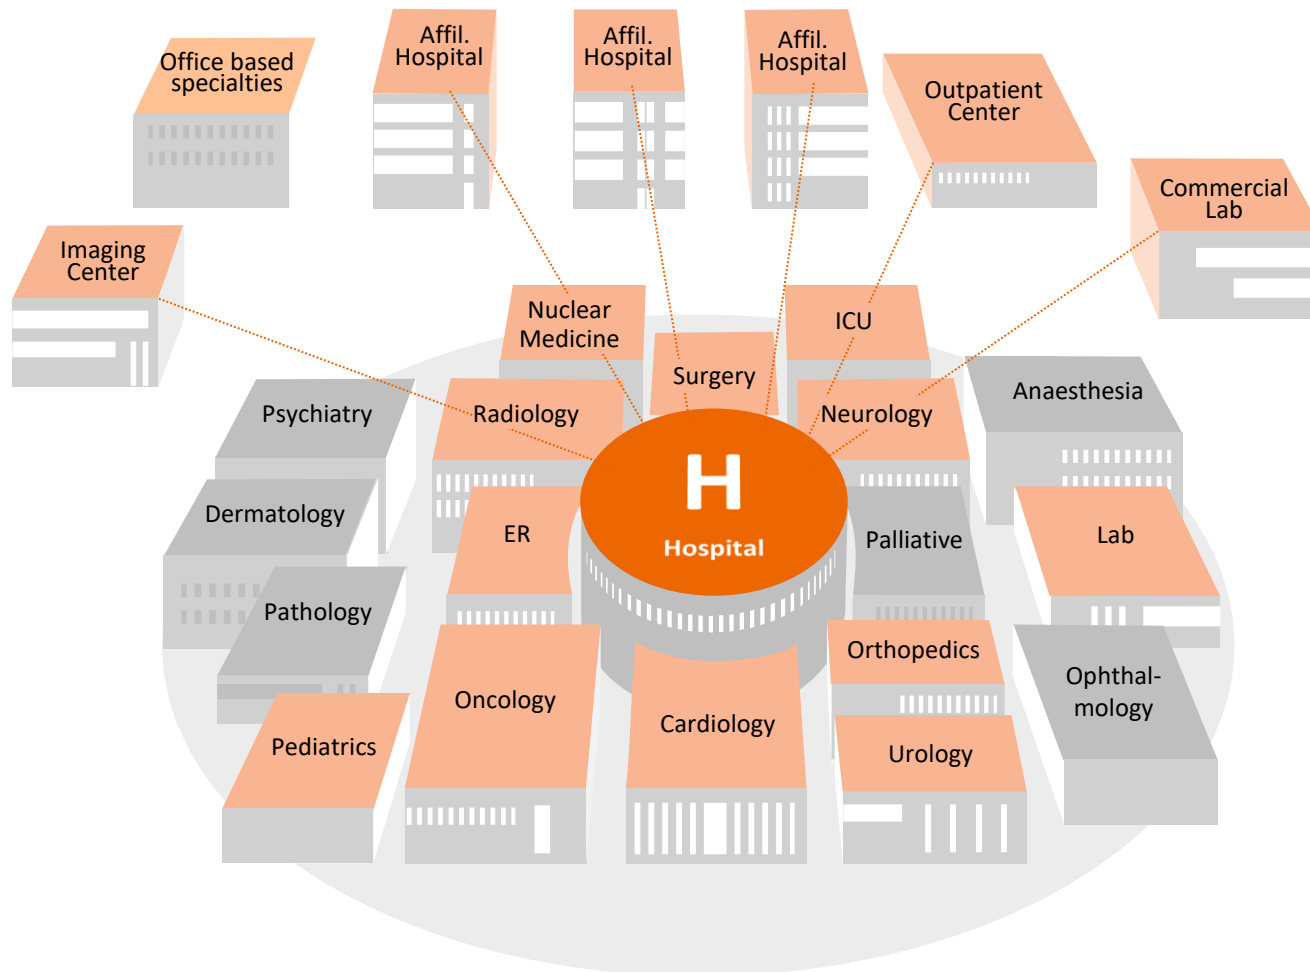 Office based
specialties
Affil.
Hospital
Affil.
Hospital
Affil.
Hospital
Outpatient
Center
Commercial
Lab
Imaging
Center
Nuclear
Medicine
Surgery
ICU
Psychiatry
Radiology
Neurology
Anaesthesia
Dermatology
ER
H
Hospital
Palliative
Lab
Pathology
Oncology
Cardiology
Orthopedics
Ophthal-
mology
Pediatrics
Urology